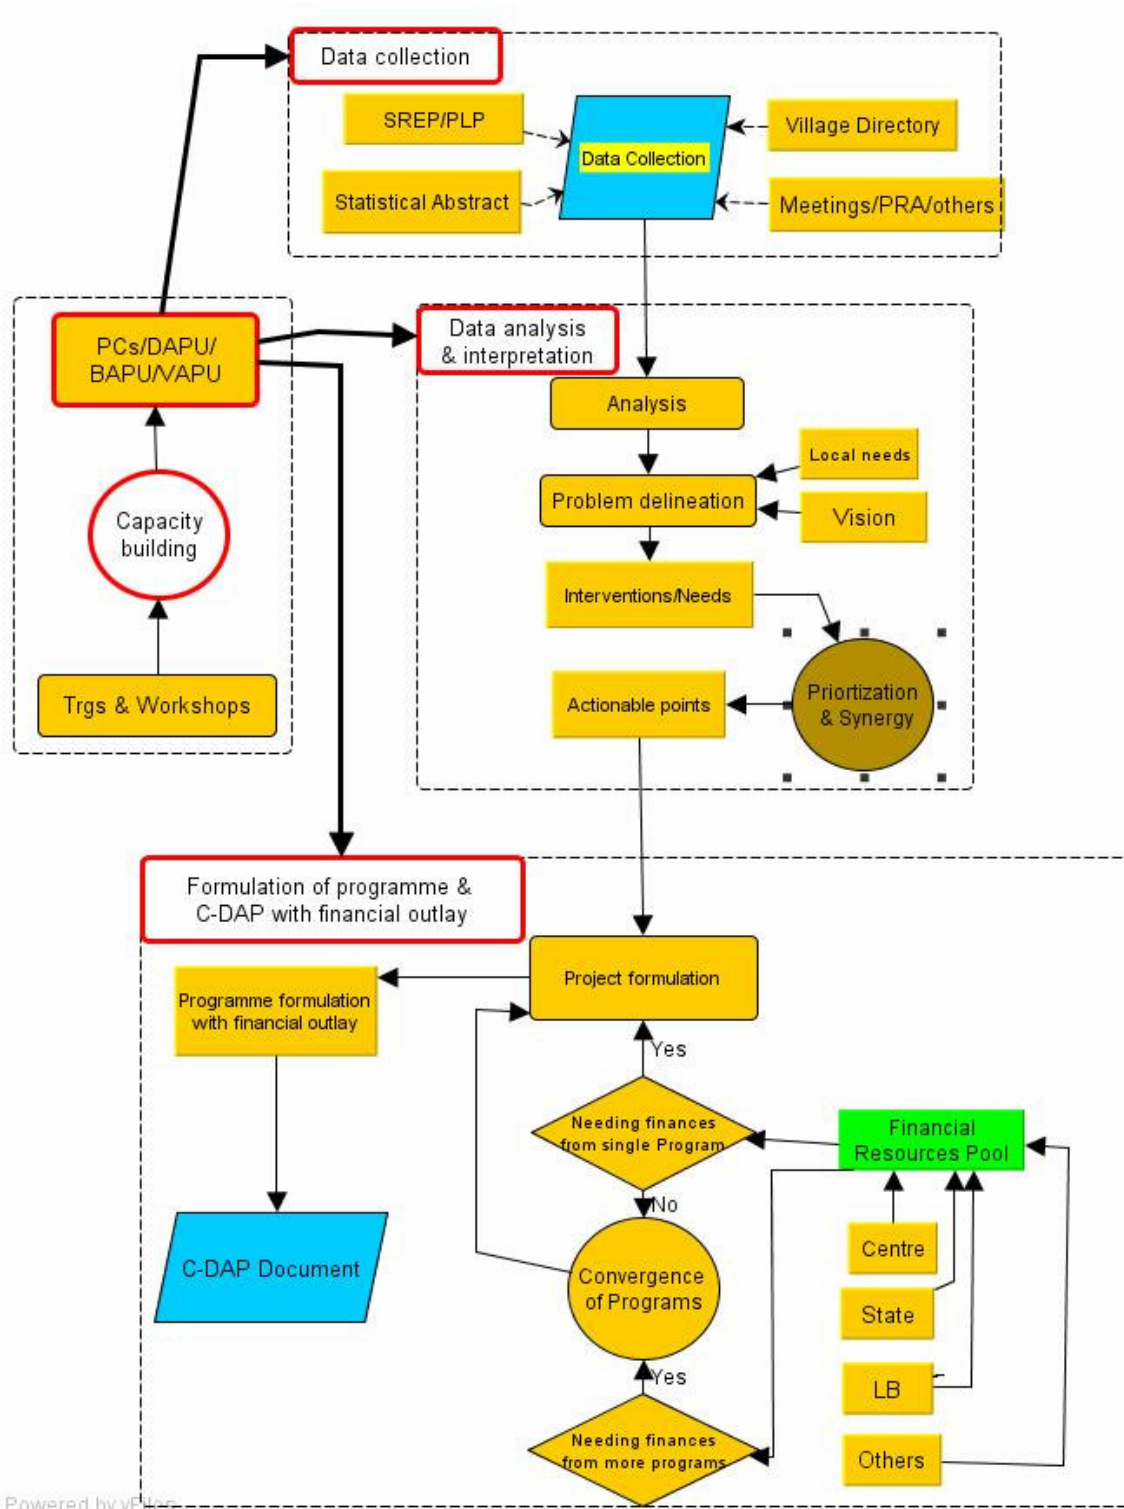 Data collection
SREP/PLP
Data Collection
Village Directory
Statistical Abstract
Meetings/PRA/others
PCs/DAPU/
BAPU/VAPU
Data analysis
& interpretation
Analysis
Local needs
Problem delineation
Vision
Capacity
building
Interventions/Needs
Priortization
& Synergy
Actionable points
Trgs & Workshops
Formulation of programme &
C-DAP with financial outlay
Project formulation
Programme formulation
with financial outlay
Yes
Needing finances
from single Program
Financial
Resources Pool
No
Centre
C-DAP Document
Convergence
of Programs
State
Yes
LB
Needing finances
from more programs
Others
Powered by yFiles